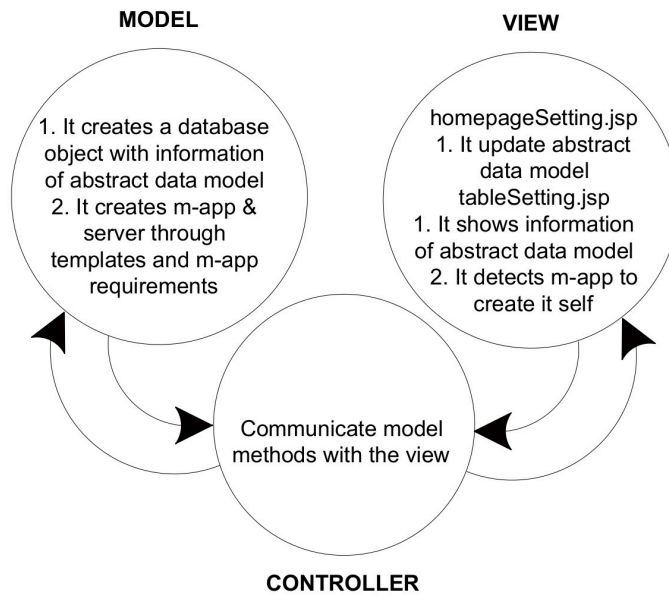 MODEL
1. It creates a database
object with information
of abstract data model
2. It creates m-app &
server through
templates and m-app
requirements
VIEW
homepageSetting.jsp
1. It update abstract
data model
tableSetting.jsp
1. It shows information
of abstract data model
2. It detects m-app to
create it self
Communicate model
methods with the view
CONTROLLER